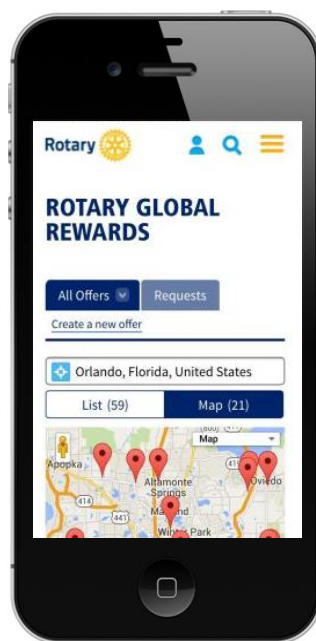 Rotary
ROTARY GLOBAL
REWARDS
All Offers
Requests
Create a new offer
Orlando, Florida, United States
List (59)
Map (21)
Map
Apopka
Altamonte
Springs
Oviedo
414
441
Winter Park